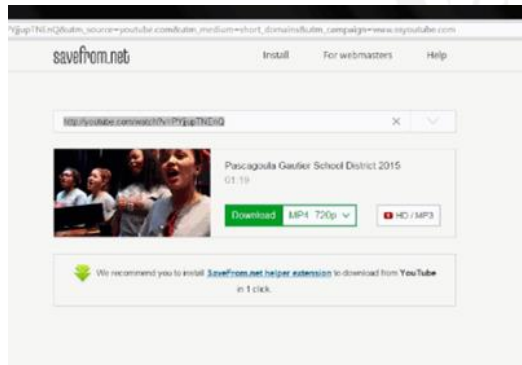 savefrom.net
Install For webmasters Help
Pascagoula Gautier School District 2015
01:19
Download MP4 720p HD / MP3
We recommend you to install SaveFrom.net helper extension to download from YouTube
in 1 click.